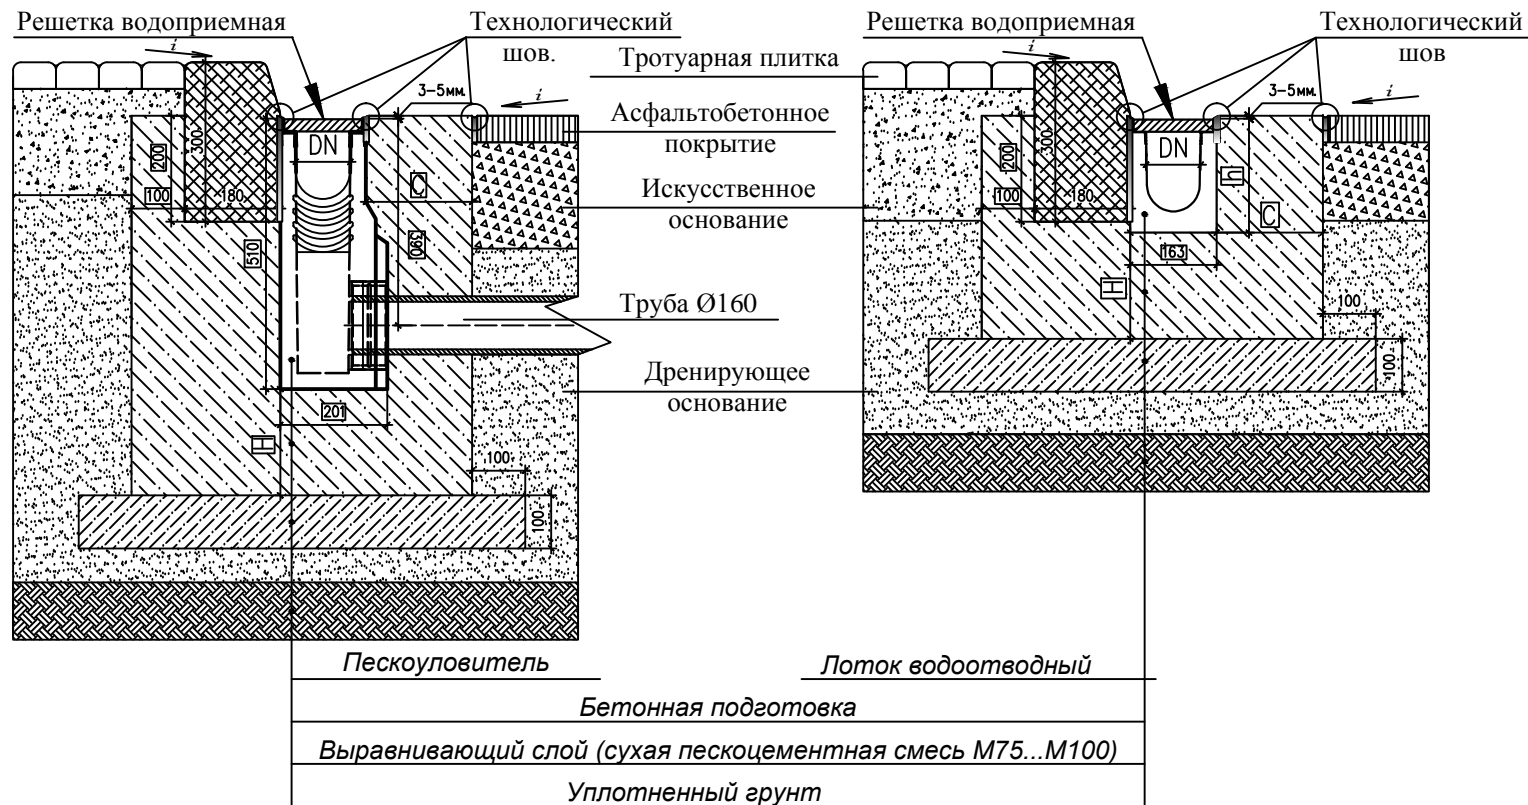 Решетка водоприемная
Технологический
шов.
Решетка водоприемная
Технологический
шов
i
i
i
i
Тротуарная плитка
3-5мм.
3-5мм.
Асфальтобетонное
покрытие
DN
DN
200
300
100
180
200
300
100
180
C
h
C
Искусственное
основание
510
390
163
H
Труба Ø160
100
100
Дренирующее
основание
201
H
100
100
Пескоуловитель
Лоток водоотводный
Бетонная подготовка
Выравнивающий слой (сухая пескоцементная смесь М75...М100)
Уплотненный грунт